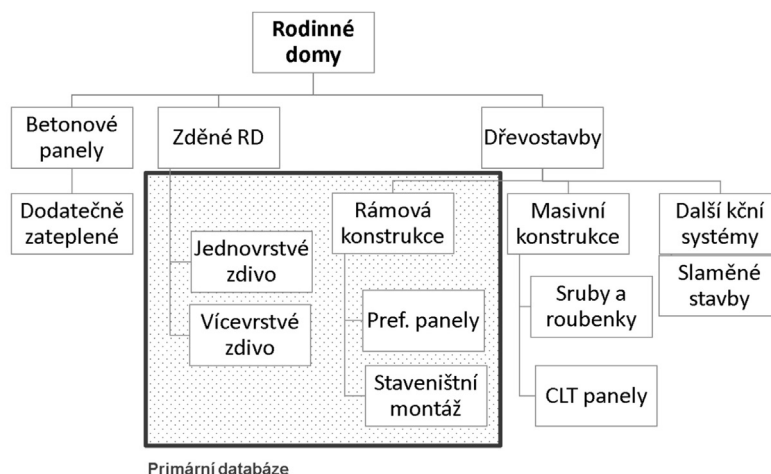 Rodinné
domy
Betonové
panely
Zděné RD
Dřevostavby
Dodatečně
zateplené
Rámová
konstrukce
Masivní
konstrukce
Další kční
systémy
Jednovrstvé
zdivo
Slaměné
stavby
Sruby a
roubenky
Vícevrstvé
zdivo
Pref. panely
Staveništní
montáž
CLT panely
Primární databáze